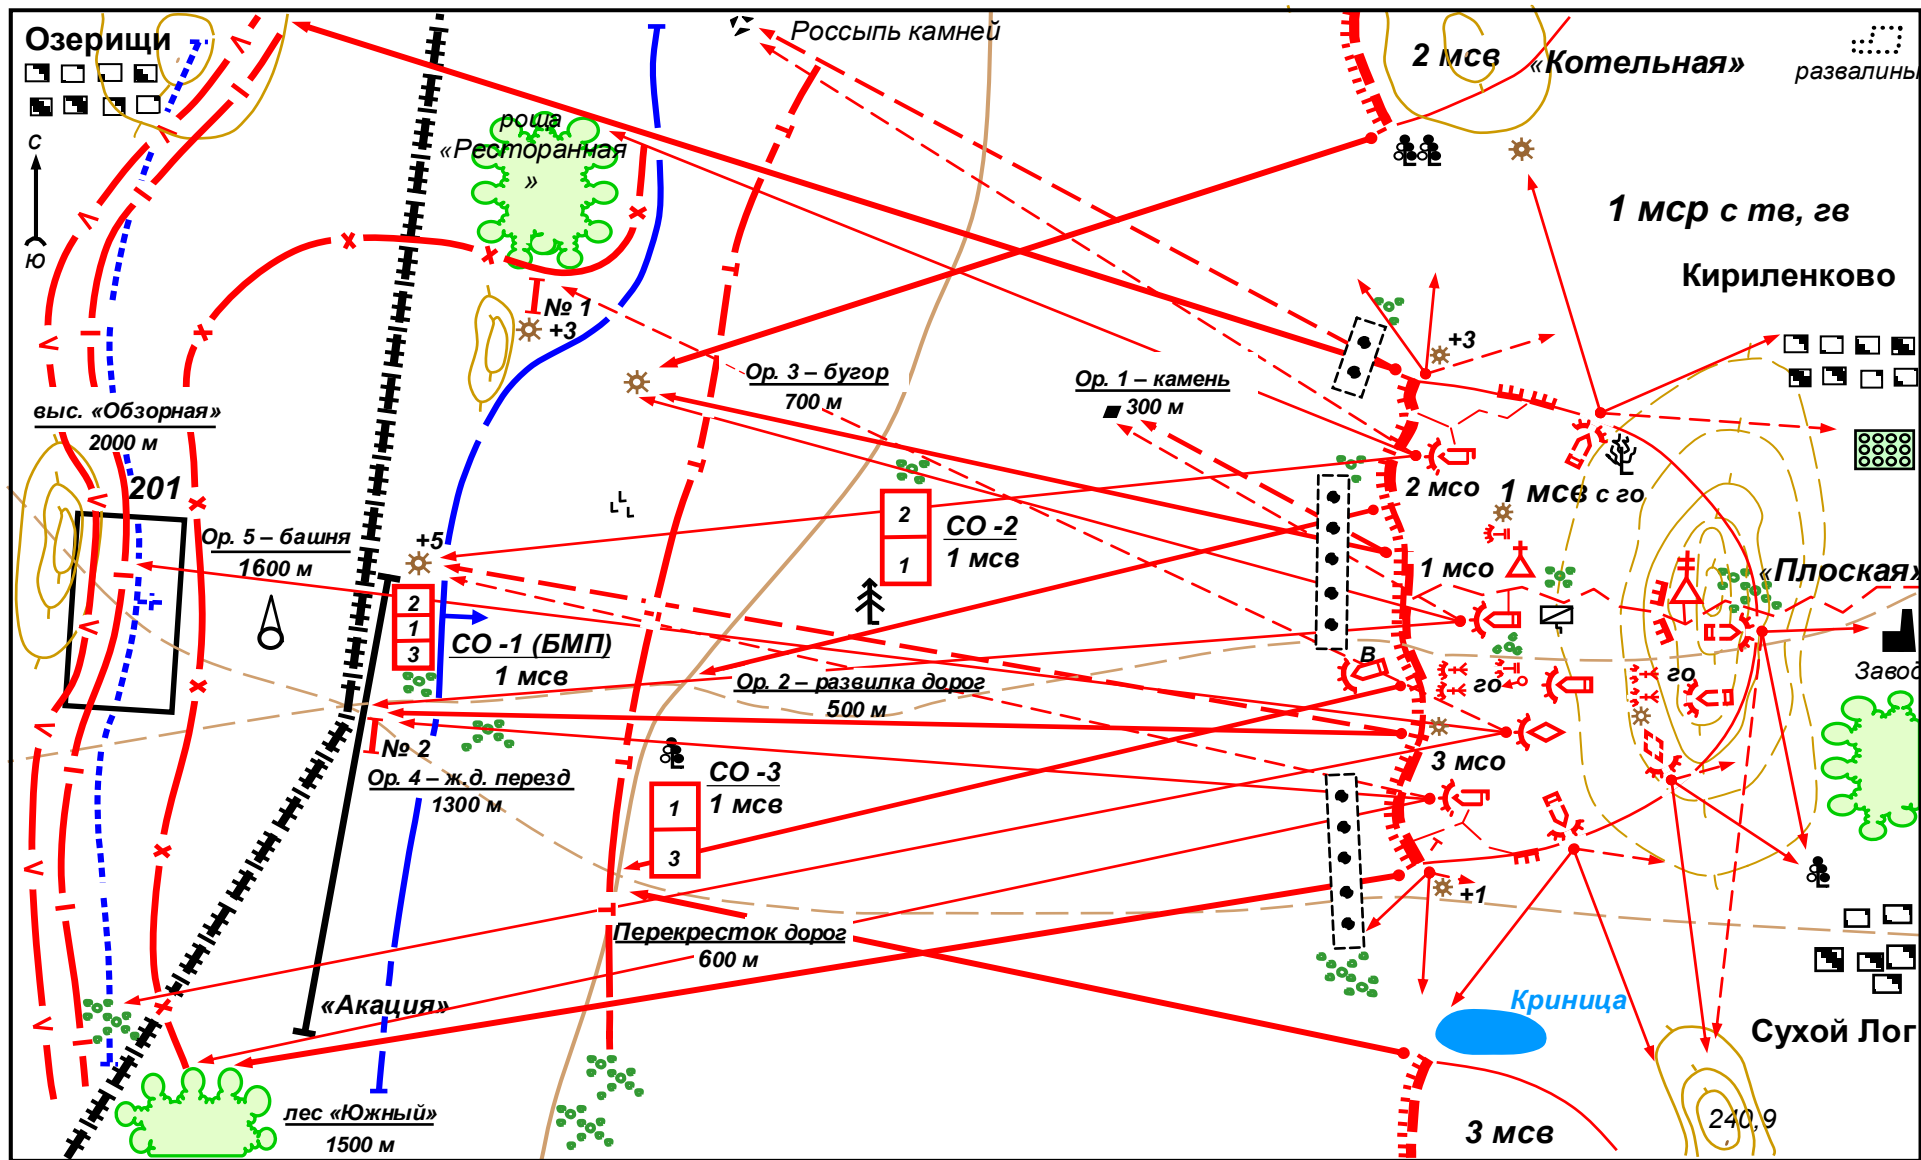 Озерищи
С
Ю
Россыпь камней
роща
«Ресторанная
»
2 мсв
«Котельная»
развалины
1 мср с тв, гв
Кириленково
№ 1
+3
+3
Ор. 3 – бугор
700 м
Ор. 1 – камень
300 м
выс. «Обзорная»
2000 м
201
Ор. 5 – башня
1600 м
+5
L
L
L
2
1
СО -2
1 мсв
2 мсо
1 мсв с го
1 мсо
«Плоская»
2
1
3
СО -1 (БМП)
1 мсв
В
го
го
Завод
Ор. 2 – развилка дорог
500 м
№ 2
Ор. 4 – ж.д. перезд
1300 м
СО -3
1 мсв
1
3
3 мсо
+1
Перекресток дорог
600 м
«Акация»
Криница
Сухой Лог
лес «Южный»
1500 м
3 мсв
240,9